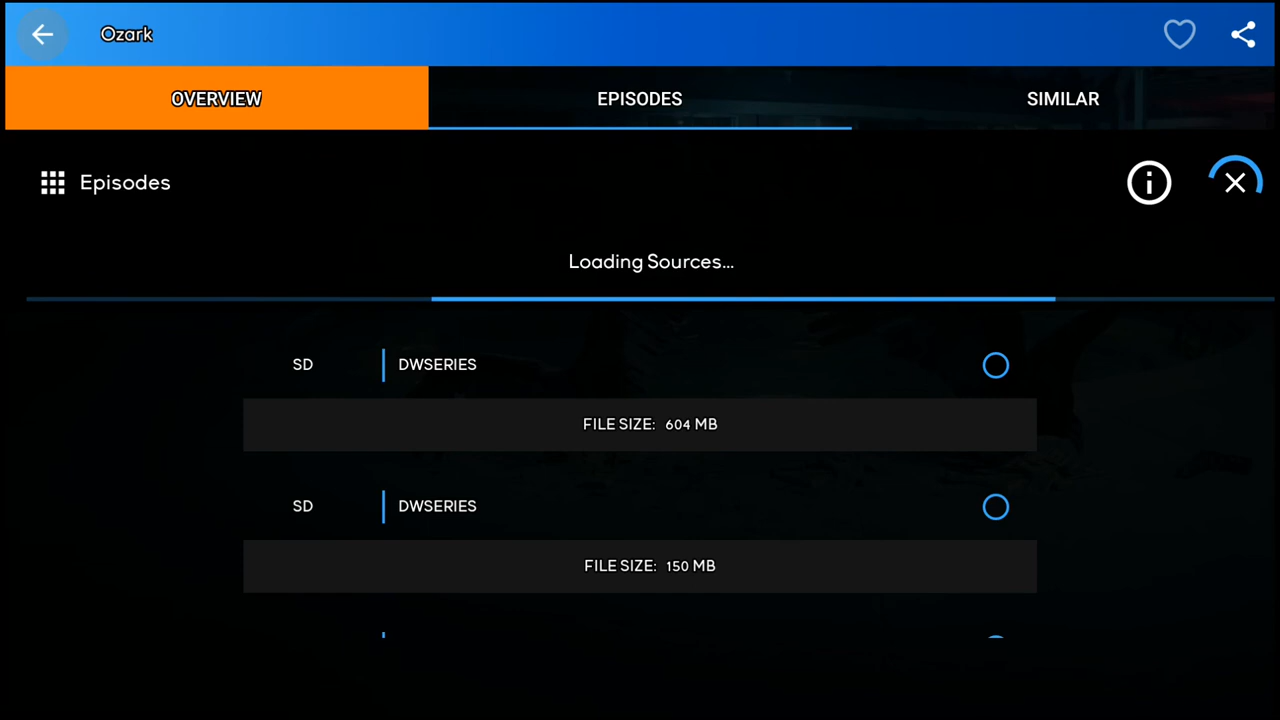 Ozark
OVERVIEW
EPISODES
SIMILAR
Episodes
Loading Sources...
SD
DWSERIES
FILE SIZE: 604 MB
SD
DWSERIES
FILE SIZE: 150 MB